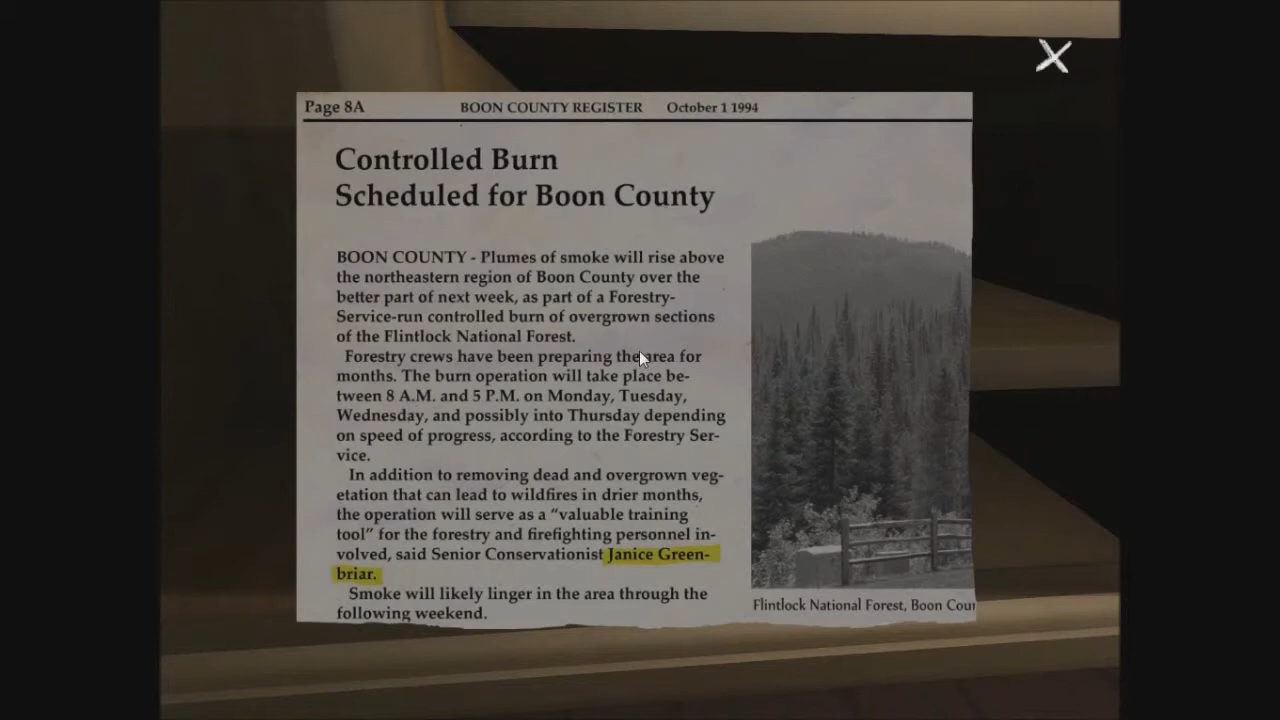 Page 8A BOON COUNTY REGISTER October 1 1994
Controlled Burn
Scheduled for Boon County
BOON COUNTY - Plumes of smoke will rise above
the northeastern region of Boon County over the
better part of next week, as part of a Forestry-
Service-run controlled burn of overgrown sections
of the Flintlock National Forest.
Forestry crews have been preparing the area for
months. The burn operation will take place be-
tween 8 A.M. and 5 P.M. on Monday, Tuesday,
Wednesday, and possibly into Thursday depending
on speed of progress, according to the Forestry Ser-
vice.
In addition to removing dead and overgrown veg-
etation that can lead to wildfires in drier months,
the operation will serve as a “valuable training
tool” for the forestry and firefighting personnel in-
volved, said Senior Conservationist Janice Green-
briar.
Smoke will likely linger in the area through the
following weekend.
Flintlock National Forest, Boon Cou